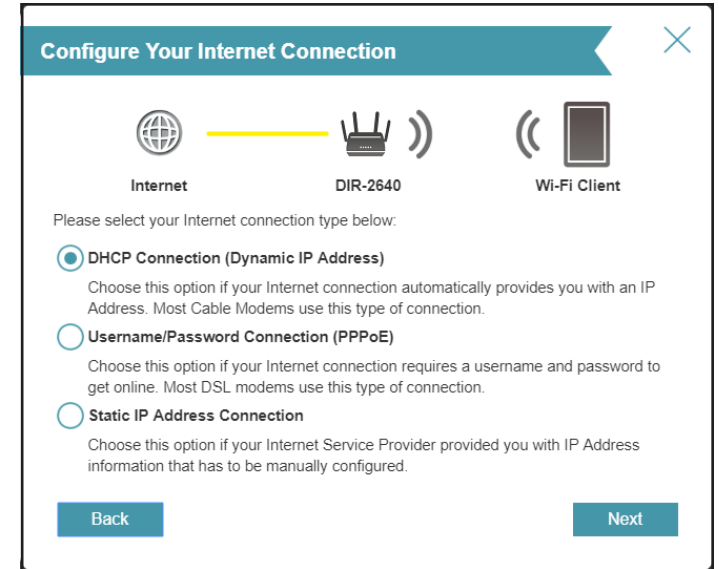 Configure Your Internet Connection
Internet
DIR-2640
Wi-Fi Client
Please select your Internet connection type below:
DHCP Connection (Dynamic IP Address)
Choose this option if your Internet connection automatically provides you with an IP
Address. Most Cable Modems use this type of connection.
Username/Password Connection (PPPoE)
Choose this option if your Internet connection requires a username and password to
get online. Most DSL modems use this type of connection.
Static IP Address Connection
Choose this option if your Internet Service Provider provided you with IP Address
information that has to be manually configured.
Back
Next